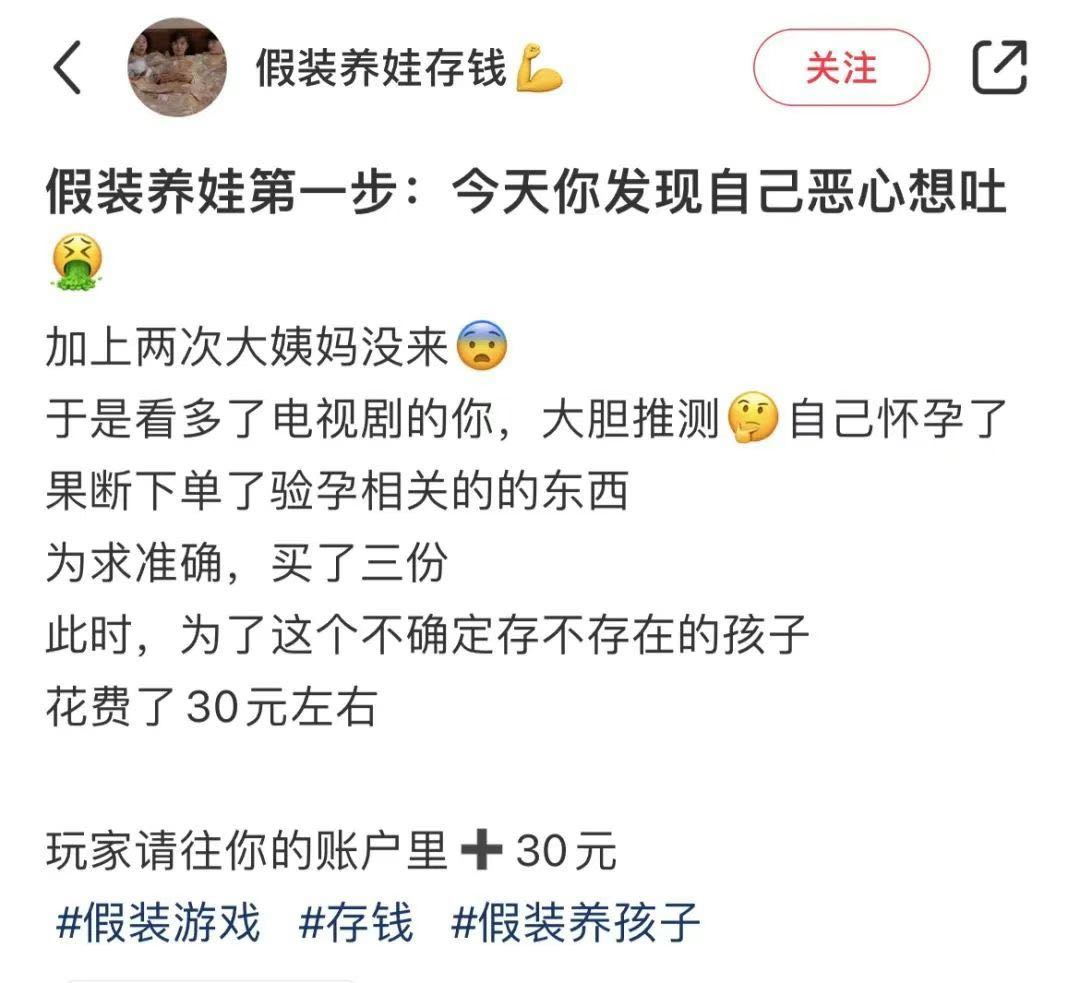 假装养娃存钱💪
关注
假装养娃第一步：今天你发现自己恶心想吐
🤮
加上两次大姨妈没来😨
于是看多了电视剧的你，大胆推测🤔自己怀孕了
果断下单了验孕相关的的东西
为求准确，买了三份
此时，为了这个不确定存不存在的孩子
花费了30元左右
玩家请往你的账户里➕30元
#假装游戏 #存钱 #假装养孩子